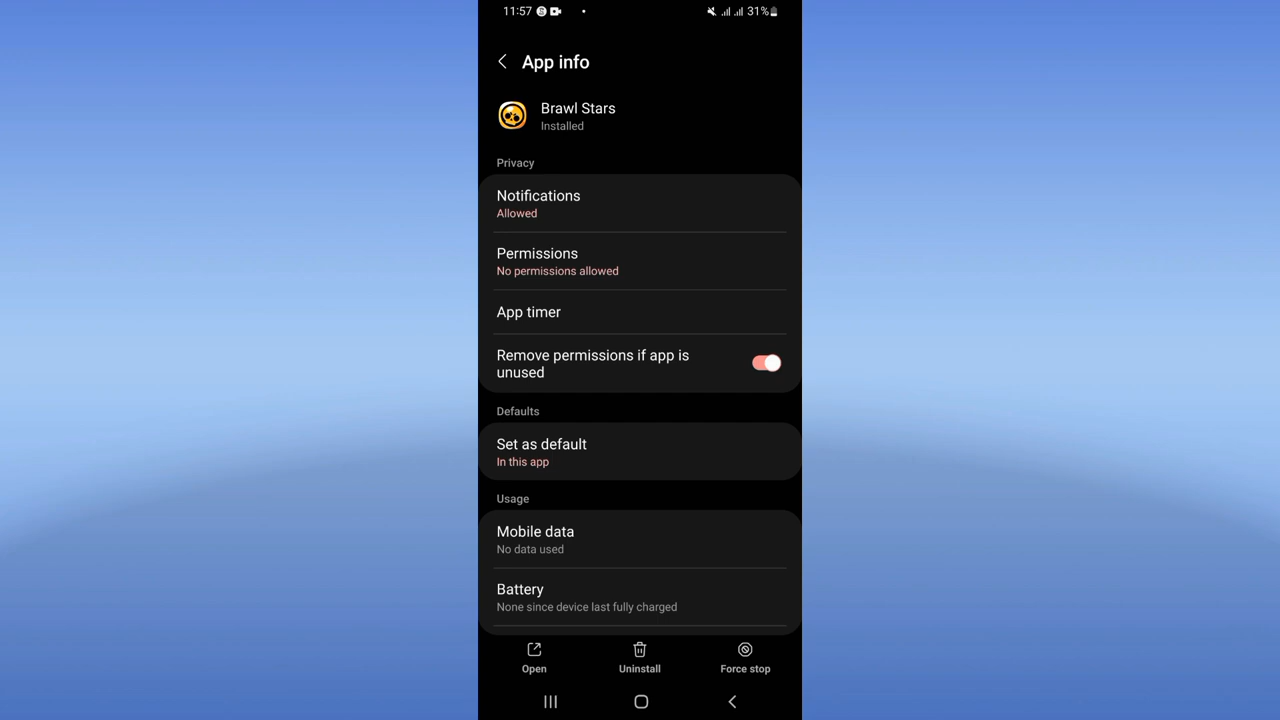 11:57
31%
App info
Brawl Stars
Installed
Privacy
Notifications
Allowed
Permissions
No permissions allowed
App timer
Remove permissions if app is
unused
Defaults
Set as default
In this app
Usage
Mobile data
No data used
Battery
None since device last fully charged
Open
Uninstall
Force stop